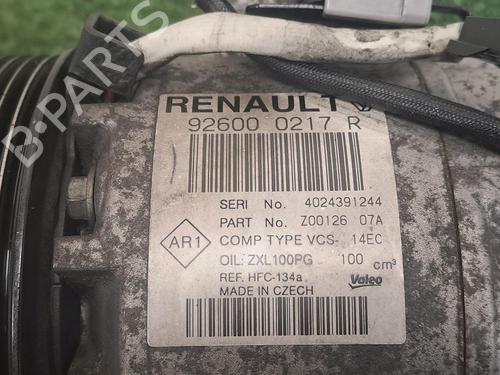 B-PARTS
RENAULT
92600 0217 R
SERI No. 4024391244
PART No. Z00126 07A
COMP TYPE VCS- 14EC
AR1
OIL: ZXL100PG 100 cm³
REF. HFC-134a
MADE IN CZECH
Valeo